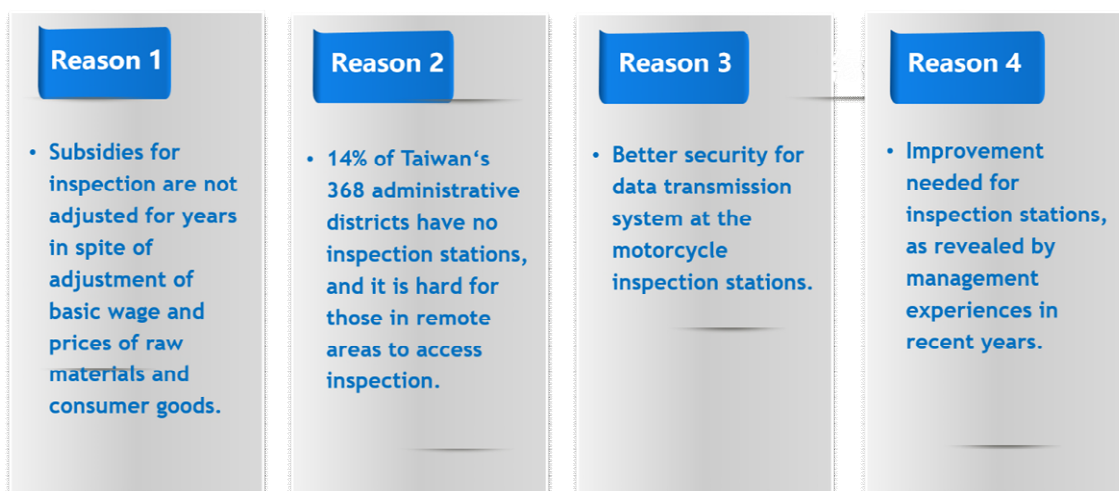 Reason 1
• Subsidies for
inspection are not
adjusted for years
in spite of
adjustment of
basic wage and
prices of raw
materials and
consumer goods.
Reason 2
• 14% of Taiwan‘s
368 administrative
districts have no
inspection stations,
and it is hard for
those in remote
areas to access
inspection.
Reason 3
• Better security for
data transmission
system at the
motorcycle
inspection stations.
Reason 4
• Improvement
needed for
inspection stations,
as revealed by
management
experiences in
recent years.